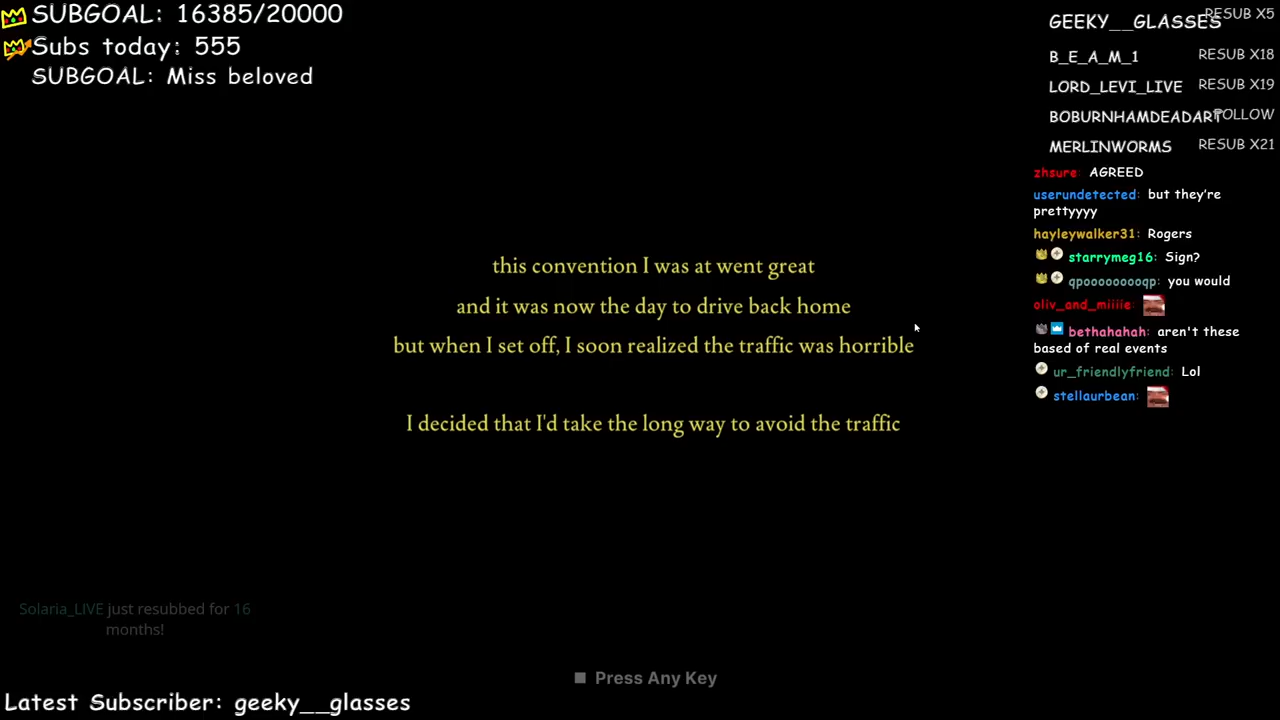 SUBGOAL: 16385/20000
Subs today: 555
SUBGOAL: Miss beloved
GEEKY__GLASSES RESUB X5
B_E_A_M_1 RESUB X18
LORD_LEVI_LIVE RESUB X19
BOBURNHAMDEADART FOLLOW
MERLINWORMS RESUB X21
zhsure: AGREED
userundetected: but they're
prettyyyy
hayleywalker31: Rogers
starrymeg16: Sign?
qpooooooooqp: you would
oliv_and_miiiie:
bethahahah: aren't these
based of real events
ur_friendlyfriend: Lol
stellaurbean:
this convention I was at went great
and it was now the day to drive back home
but when I set off, I soon realized the traffic was horrible
I decided that I'd take the long way to avoid the traffic
Solaria_LIVE just resubbed for 16
months!
Press Any Key
Latest Subscriber: geeky__glasses